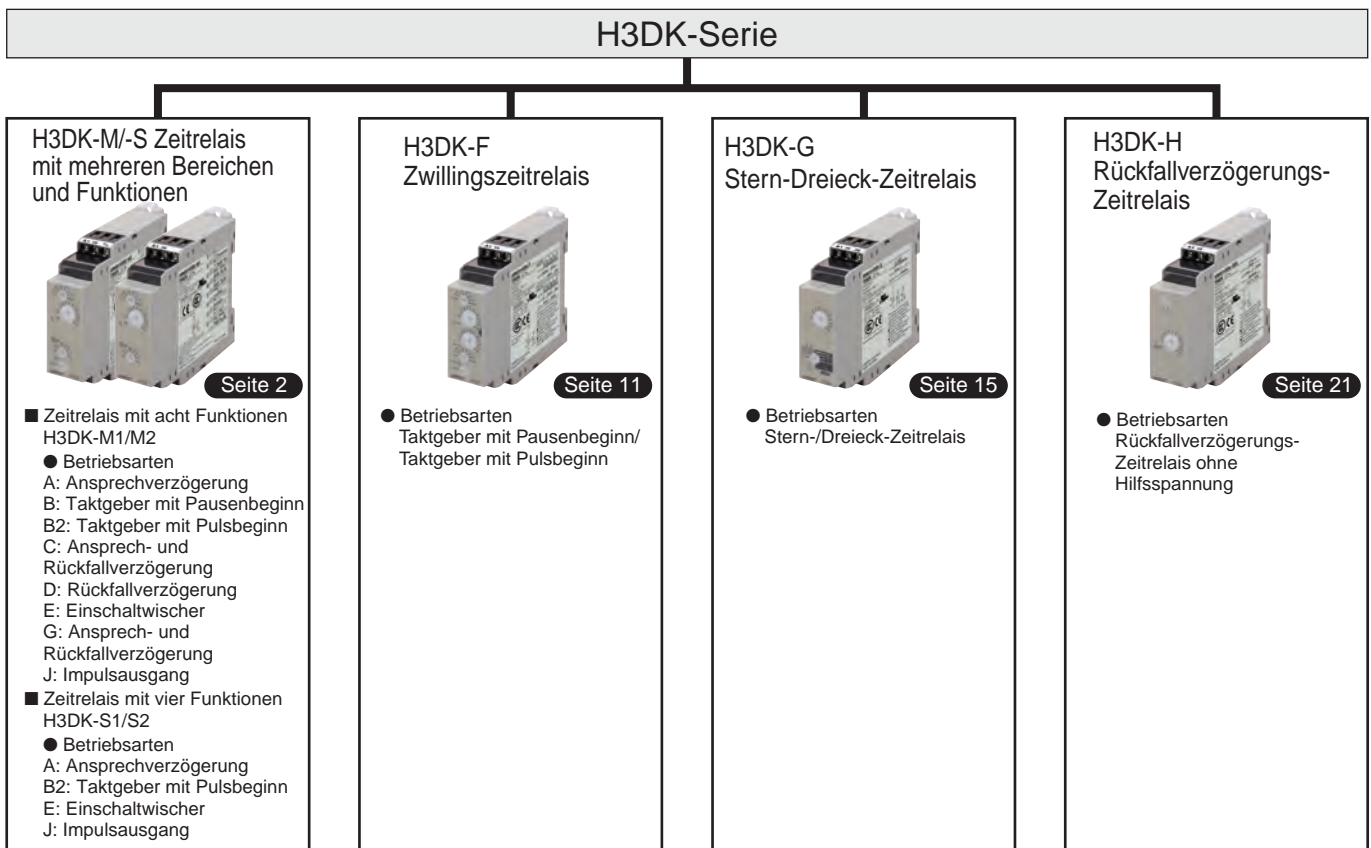 H3DK-Serie
H3DK-M/-S Zeitrelais
mit mehreren Bereichen
und Funktionen
Seite 2
■ Zeitrelais mit acht Funktionen
H3DK-M1/M2
● Betriebsarten
A: Ansprechverzögerung
B: Taktgeber mit Pausenbeginn
B2: Taktgeber mit Pulsbeginn
C: Ansprech- und
Rückfallverzögerung
D: Rückfallverzögerung
E: Einschaltwischer
G: Ansprech- und
Rückfallverzögerung
J: Impulsausgang
■ Zeitrelais mit vier Funktionen
H3DK-S1/S2
● Betriebsarten
A: Ansprechverzögerung
B2: Taktgeber mit Pulsbeginn
E: Einschaltwischer
J: Impulsausgang
H3DK-F
Zwillingszeitrelais
Seite 11
● Betriebsarten
Taktgeber mit Pausenbeginn/
Taktgeber mit Pulsbeginn
H3DK-G
Stern-Dreieck-Zeitrelais
Seite 15
● Betriebsarten
Stern-/Dreieck-Zeitrelais
H3DK-H
Rückfallverzögerungs-
Zeitrelais
Seite 21
● Betriebsarten
Rückfallverzögerungs-
Zeitrelais ohne
Hilfsspannung